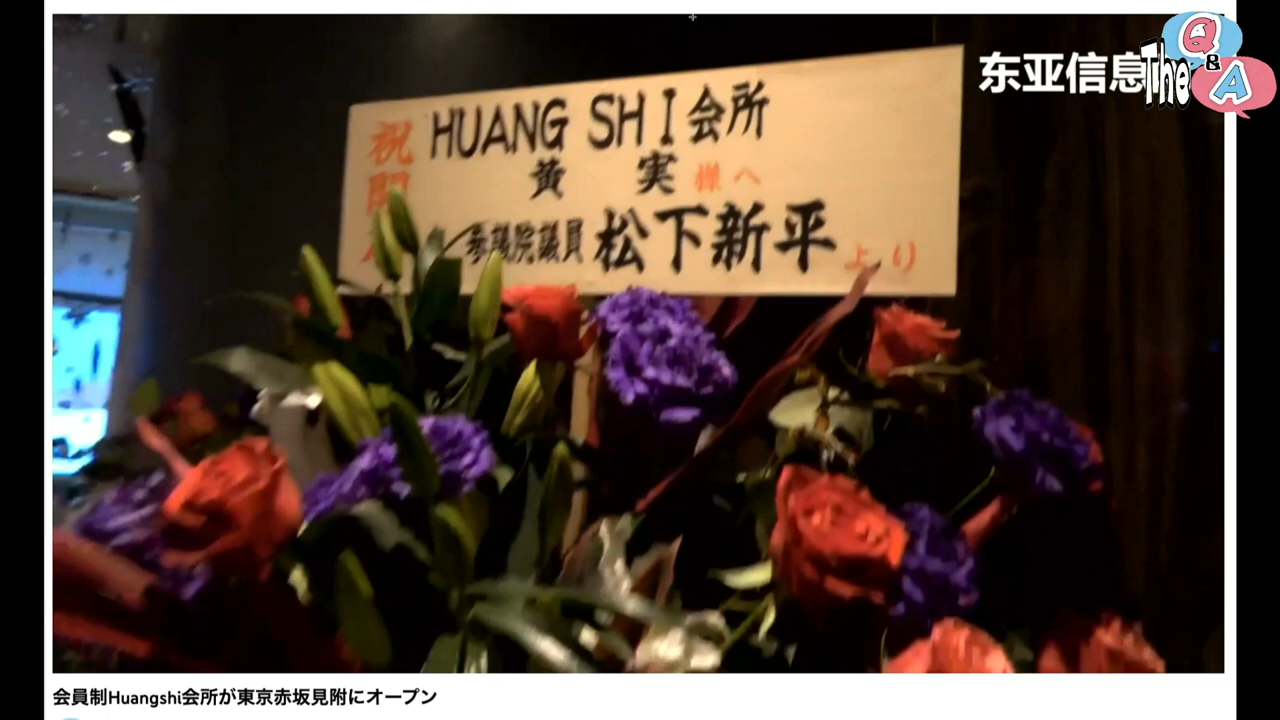 东亚信息
The Q & A
HUANG SHI会所
祝開
黄 実 様へ
参議院議員 松下新平 より
会員制Huangshi会所が東京赤坂見附にオープン